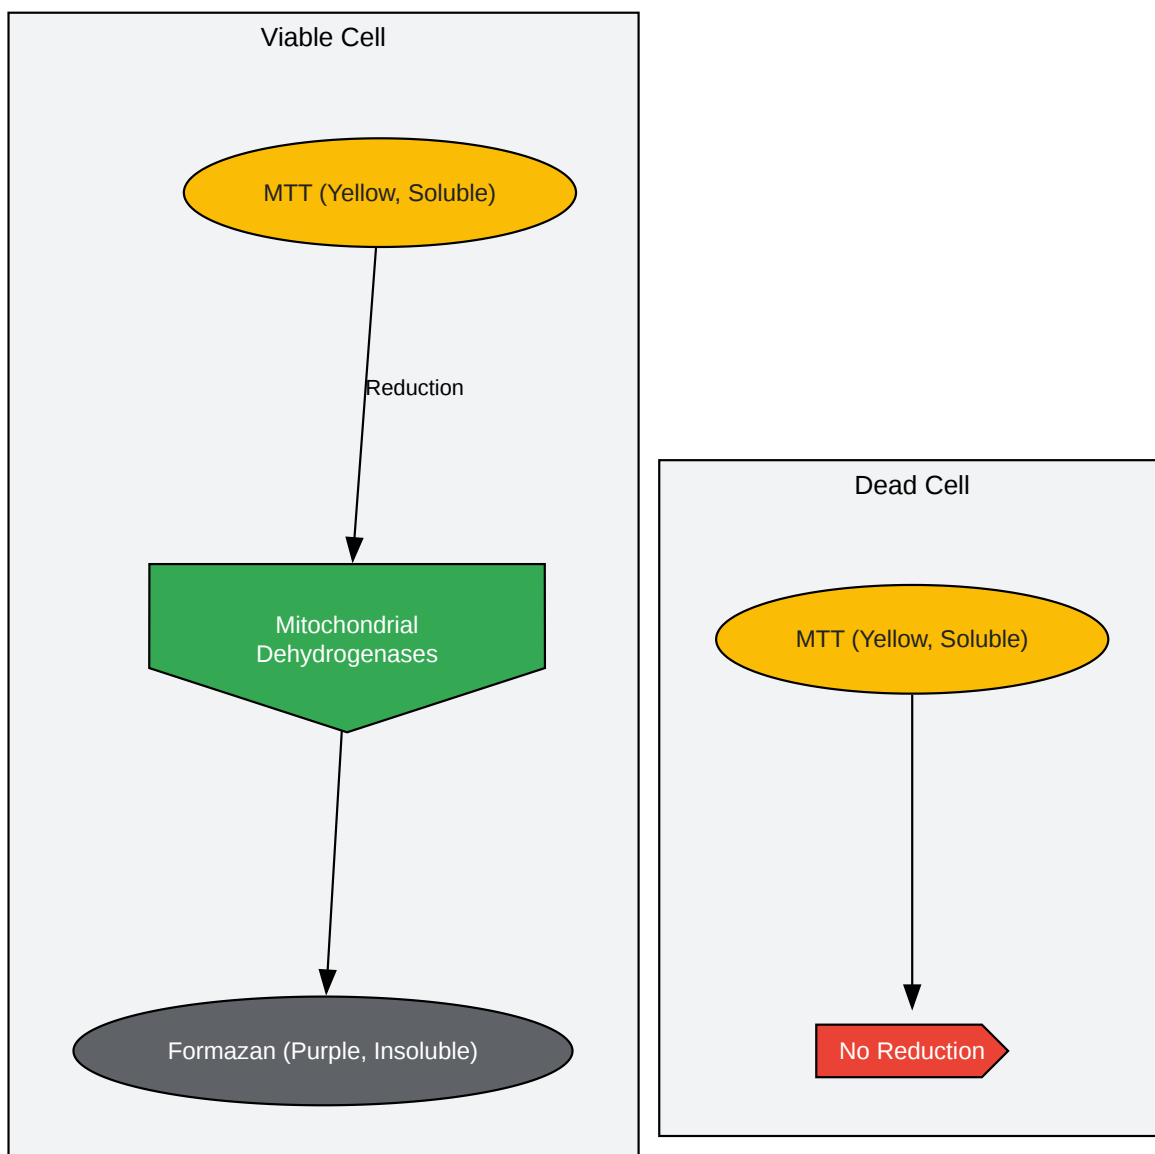 Viable Cell
MTT (Yellow, Soluble)
Reduction
Mitochondrial
Dehydrogenases
Formazan (Purple, Insoluble)
Dead Cell
MTT (Yellow, Soluble)
No Reduction